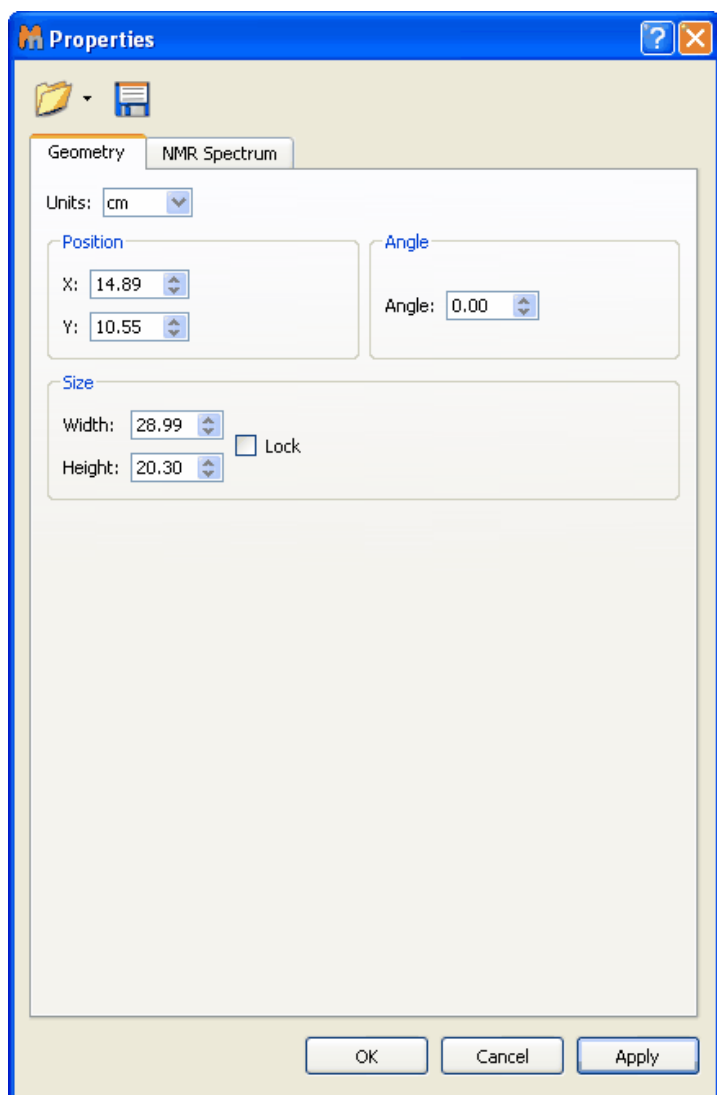 Properties
Geometry NMR Spectrum
Units: cm
Position
X: 14.89
Y: 10.55
Angle
Angle: 0.00
Size
Width: 28.99
Height: 20.30
Lock
OK Cancel Apply